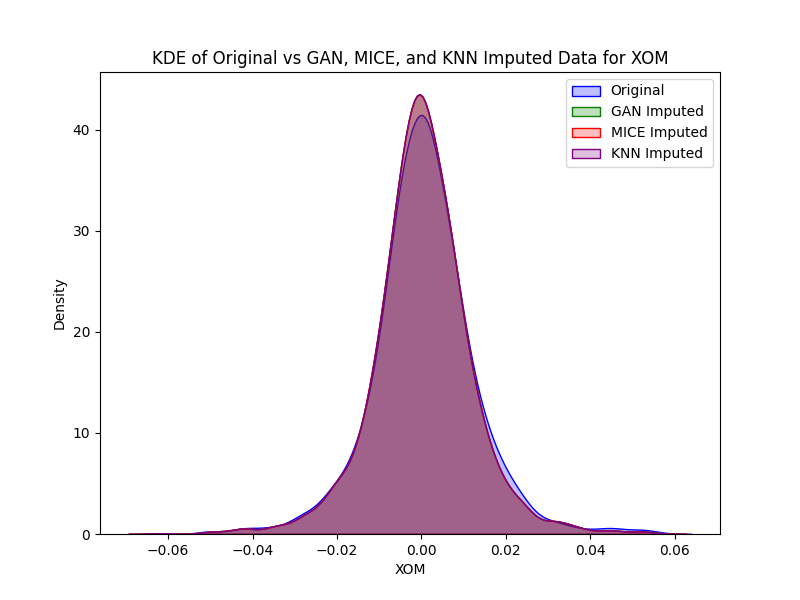 KDE of Original vs GAN, MICE, and KNN Imputed Data for XOM
Original
GAN Imputed
MICE Imputed
KNN Imputed
Density
40
30
20
10
0
−0.06 −0.04 −0.02 0.00 0.02 0.04 0.06
XOM